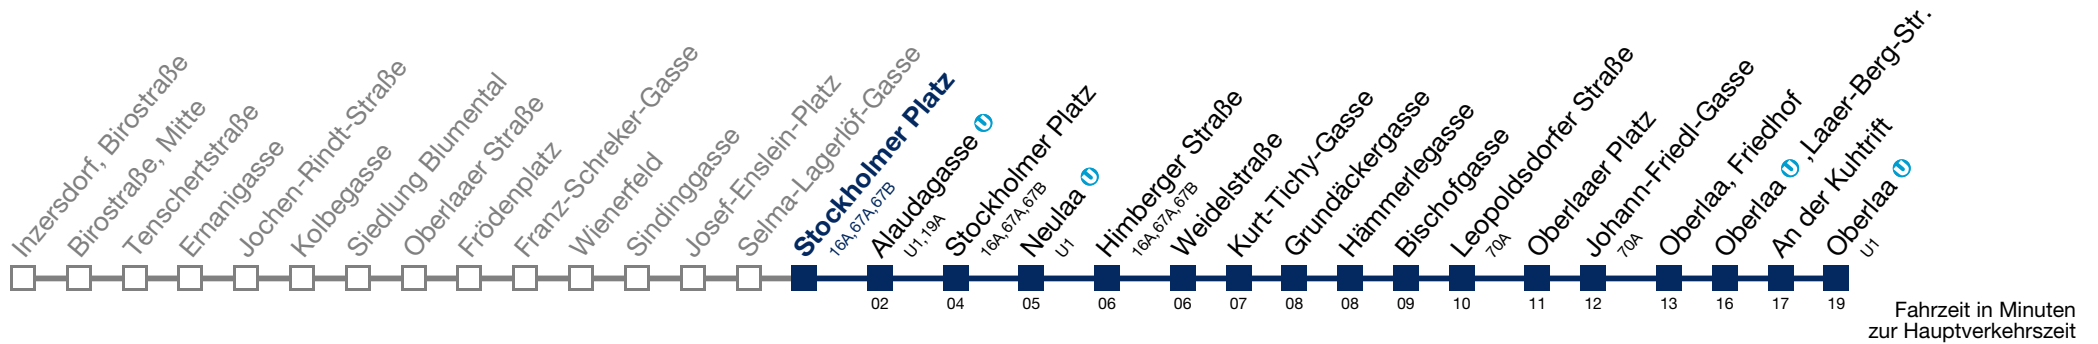 Inzersdorf, Birostraße
Birostraße, Mitte
Tenschertstraße
Ernanigasse
Jochen-Rindt-Straße
Kolbegasse
Siedlung Blumental
Oberlaaer Straße
Frödenplatz
Franz-Schreker-Gasse
Wienerfeld
Sindinggasse
Josef-Enslein-Platz
Selma-Lagerlöf-Gasse
Stockholmer Platz
16A,67A,67B
Alaudagasse U
U1,19A
02
Stockholmer Platz
16A,67A,67B
04
Neulaa U
U1
05
Himberger Straße
16A,67A,67B
06
Weidelstraße
06
Kurt-Tichy-Gasse
07
Grundäckergasse
08
Hämmerlegasse
08
Bischofgasse
09
Leopoldsdorfer Straße
70A
10
Oberlaaer Platz
11
Johann-Friedl-Gasse
70A
12
Oberlaa, Friedhof
13
Oberlaa U ,Laaer-Berg-Str.
16
An der Kuhtrift
17
Oberlaa U
U1
19
Fahrzeit in Minuten
zur Hauptverkehrszeit